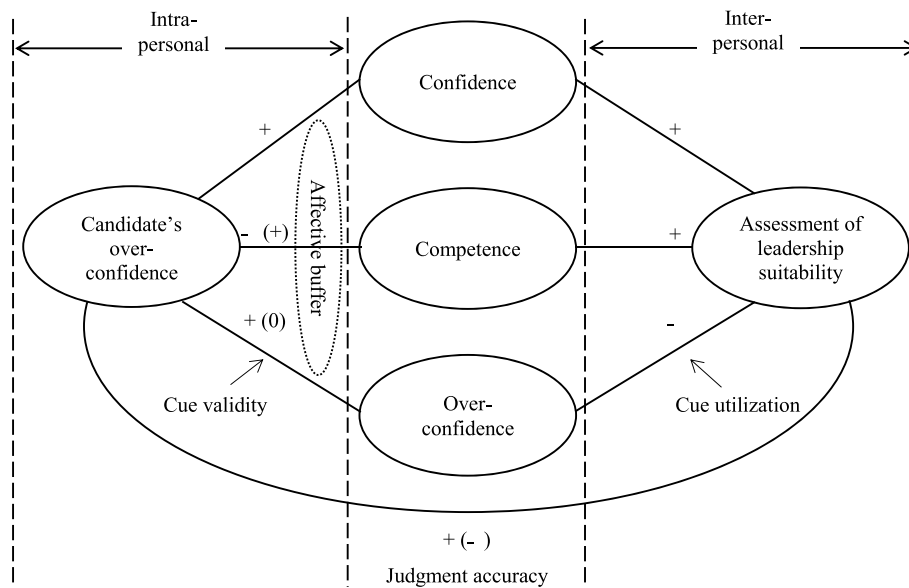 Intra-
personal
Inter-
personal
Confidence
+
+
Affective buffer
Candidate's
over-
confidence
- (+)
Competence
+
Assessment of
leadership
suitability
+ (0)
-
Cue validity
Over-
confidence
Cue utilization
+ (-)
Judgment accuracy